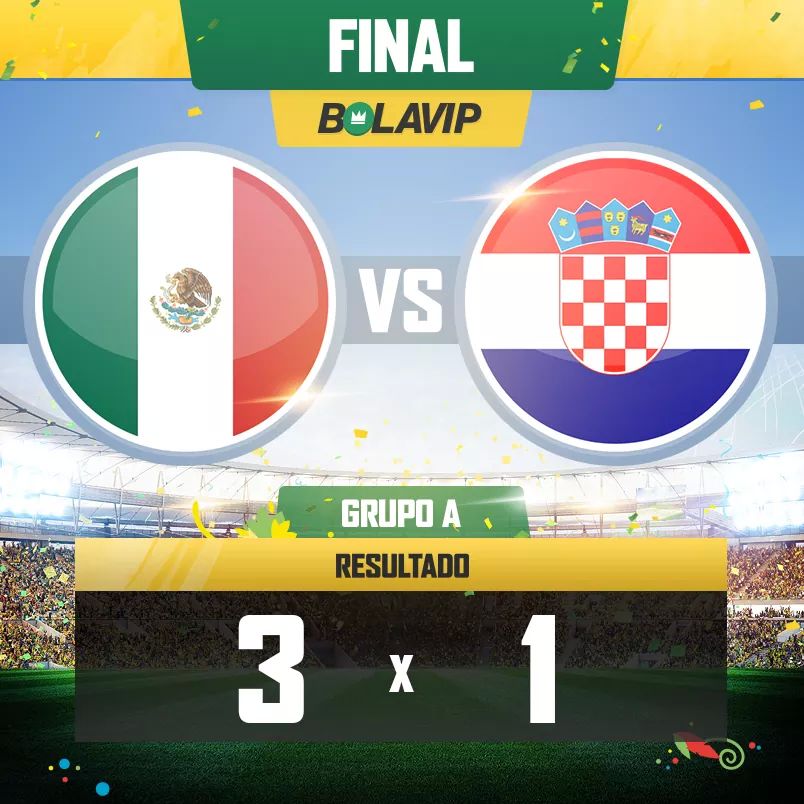 FINAL
BOLAVIP
VS
GRUPO A
RESULTADO
3 x 1